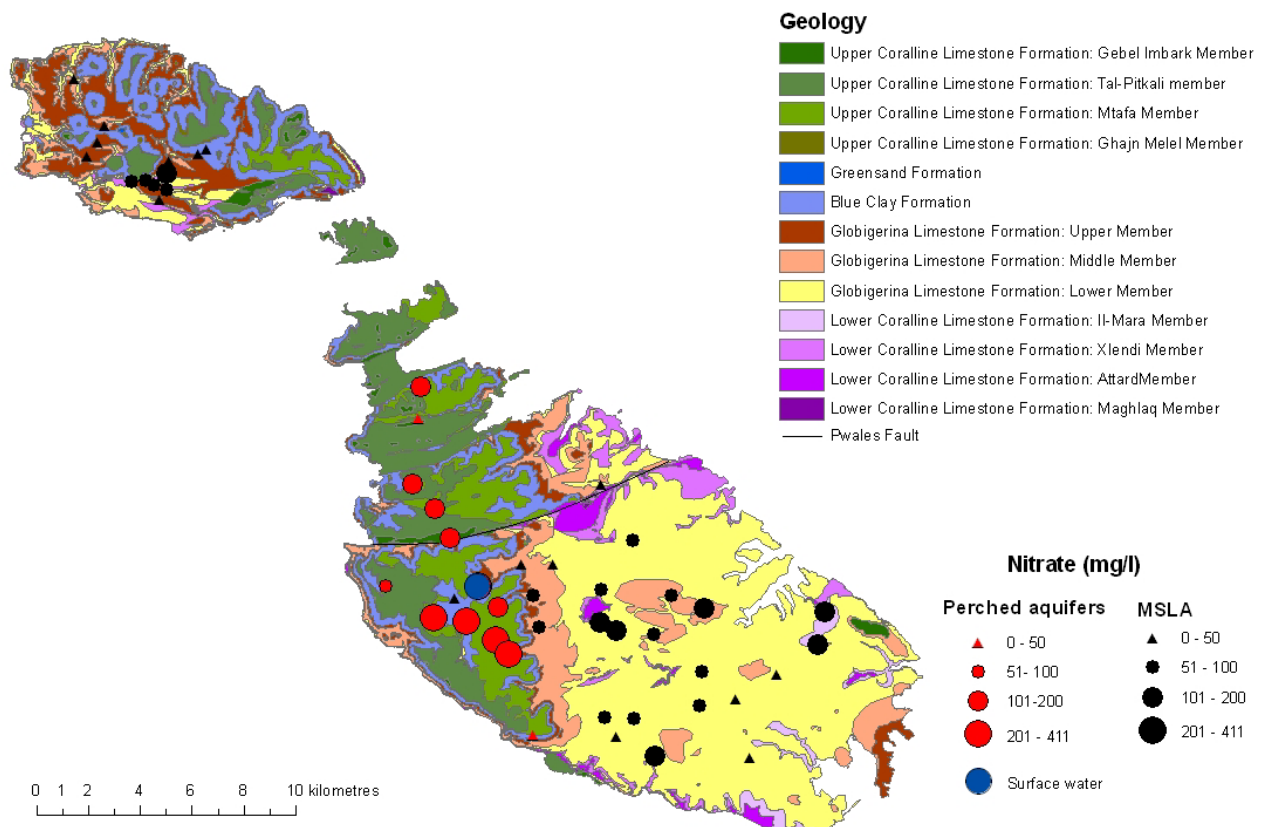 Geology
Upper Coralline Limestone Formation: Gebel Imbark Member
Upper Coralline Limestone Formation: Tal-Pitkali member
Upper Coralline Limestone Formation: Mtafa Member
Upper Coralline Limestone Formation: Ghajn Melel Member
Greensand Formation
Blue Clay Formation
Globigerina Limestone Formation: Upper Member
Globigerina Limestone Formation: Middle Member
Globigerina Limestone Formation: Lower Member
Lower Coralline Limestone Formation: Il-Mara Member
Lower Coralline Limestone Formation: Xlendi Member
Lower Coralline Limestone Formation: AttardMember
Lower Coralline Limestone Formation: Maghlaq Member
Pwales Fault
Nitrate (mg/l)
Perched aquifers MSLA
0 - 50 0 - 50
51- 100 51 - 100
101-200 101 - 200
201 - 411 201 - 411
Surface water
0 1 2 4 6 8 10 kilometres